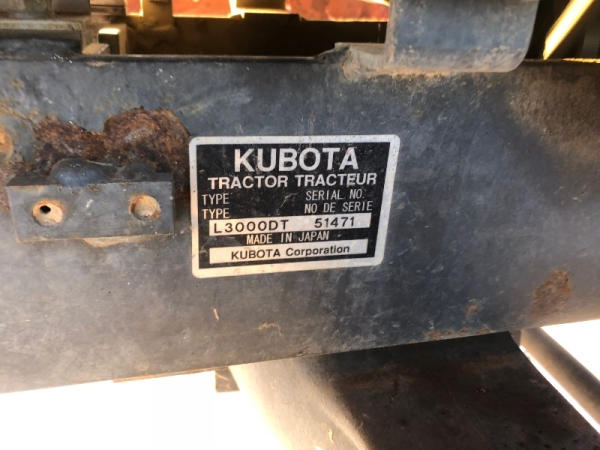 KUBOTA
TRACTOR TRACTEUR
TYPE SERIAL NO.
TYPE NO DE SERIE
L3000DT 51471
MADE IN JAPAN
KUBOTA Corporation